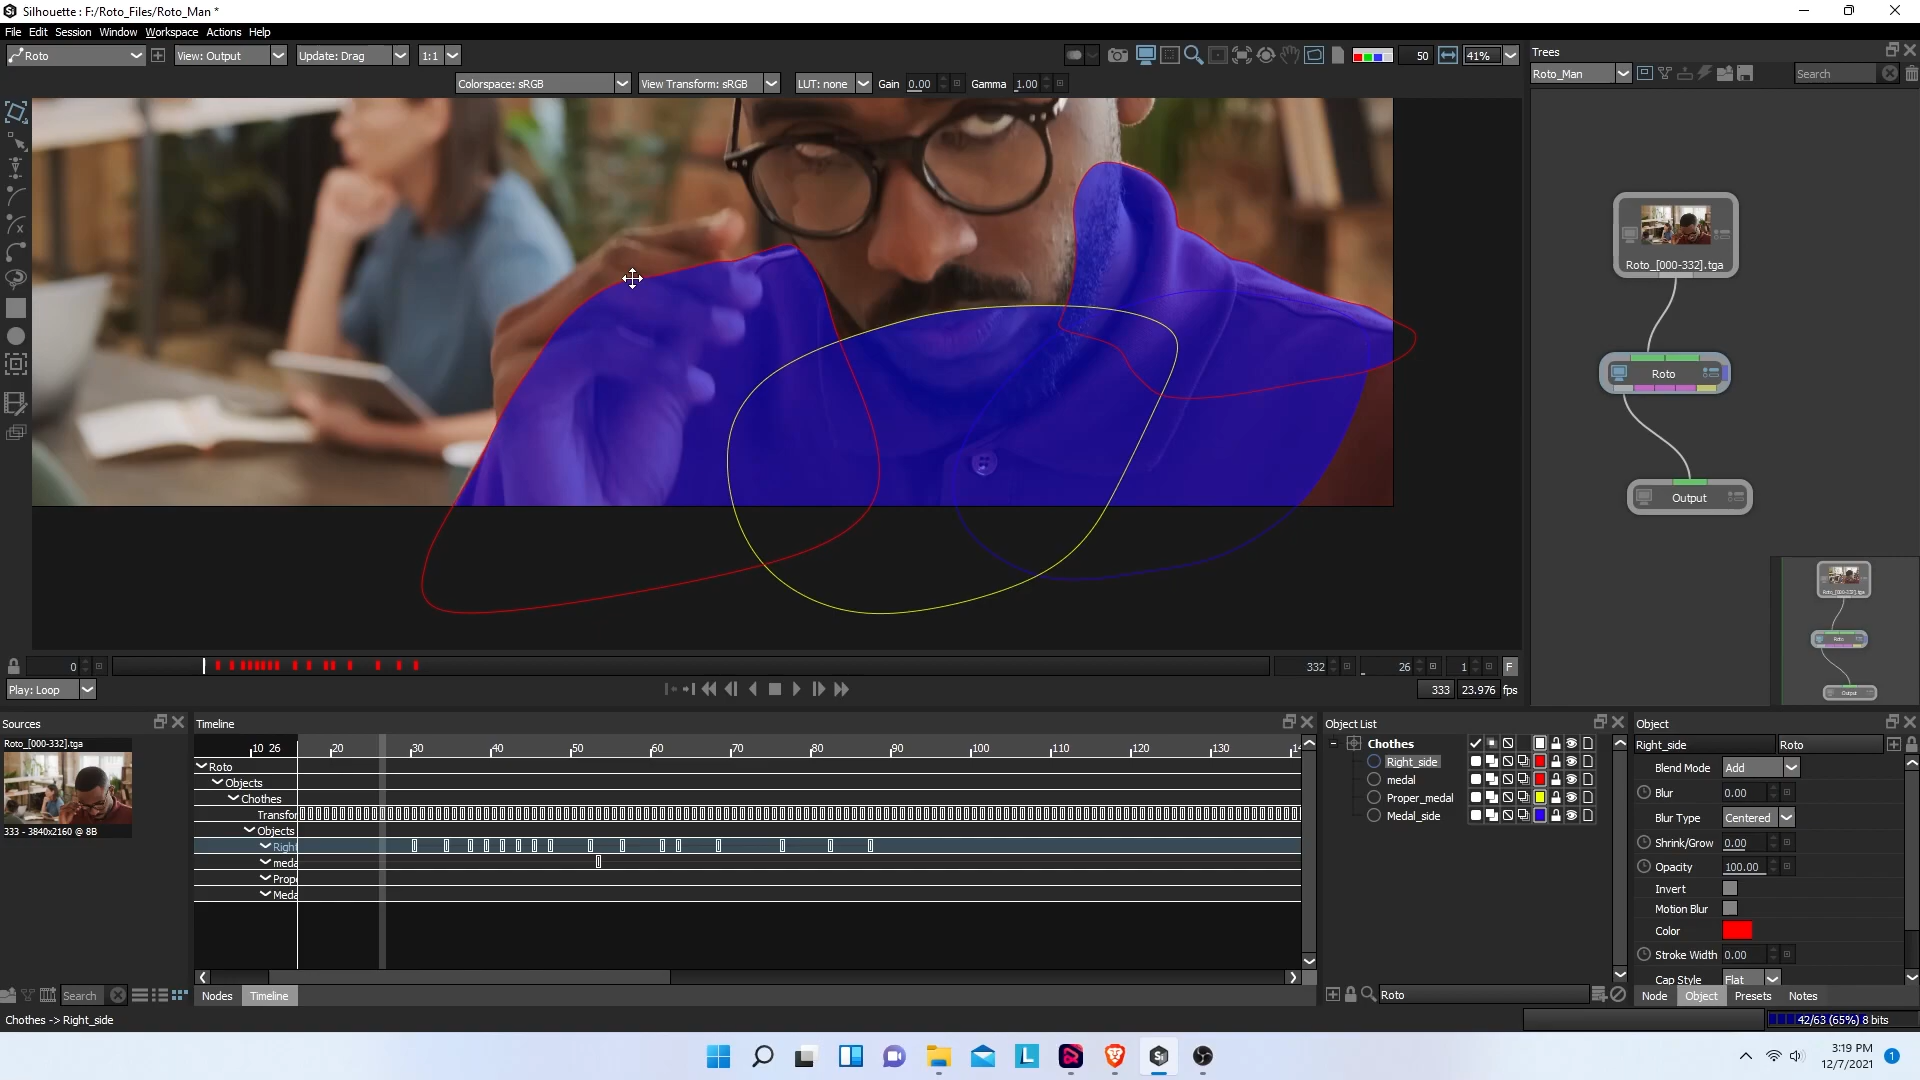 Silhouette : F:/Roto_Files/Roto_Man *
File Edit Session Window Workspace Actions Help
Roto View: Output Update: Drag 1:1 50 41%
Colorspace: sRGB View Transform: sRGB LUT: none Gain 0.00 Gamma 1.00
Trees
Roto_Man Search
Roto_[000-332].tga
Roto
Output
0 332 26 1 F
Play: Loop 333 23.976 fps
Sources
Roto_[000-332].tga
333 - 3840x2160 @ 8B
Search
Timeline
10 26 20 30 40 50 60 70 80 90 100 110 120 130
Roto
Objects
Chothes
Transfor
Objects
Right
meda
Prop
Meda
Nodes Timeline
Object List
Chothes
Right_side
medal
Proper_medal
Medal_side
Roto
Object
Right_side Roto
Blend Mode Add
Blur 0.00
Blur Type Centered
Shrink/Grow 0.00
Opacity 100.00
Invert
Motion Blur
Color
Stroke Width 0.00
Cap Style Flat
Node Object Presets Notes
Chothes -> Right_side
42/63 (65%) 8 bits
3:19 PM
12/7/2021
1